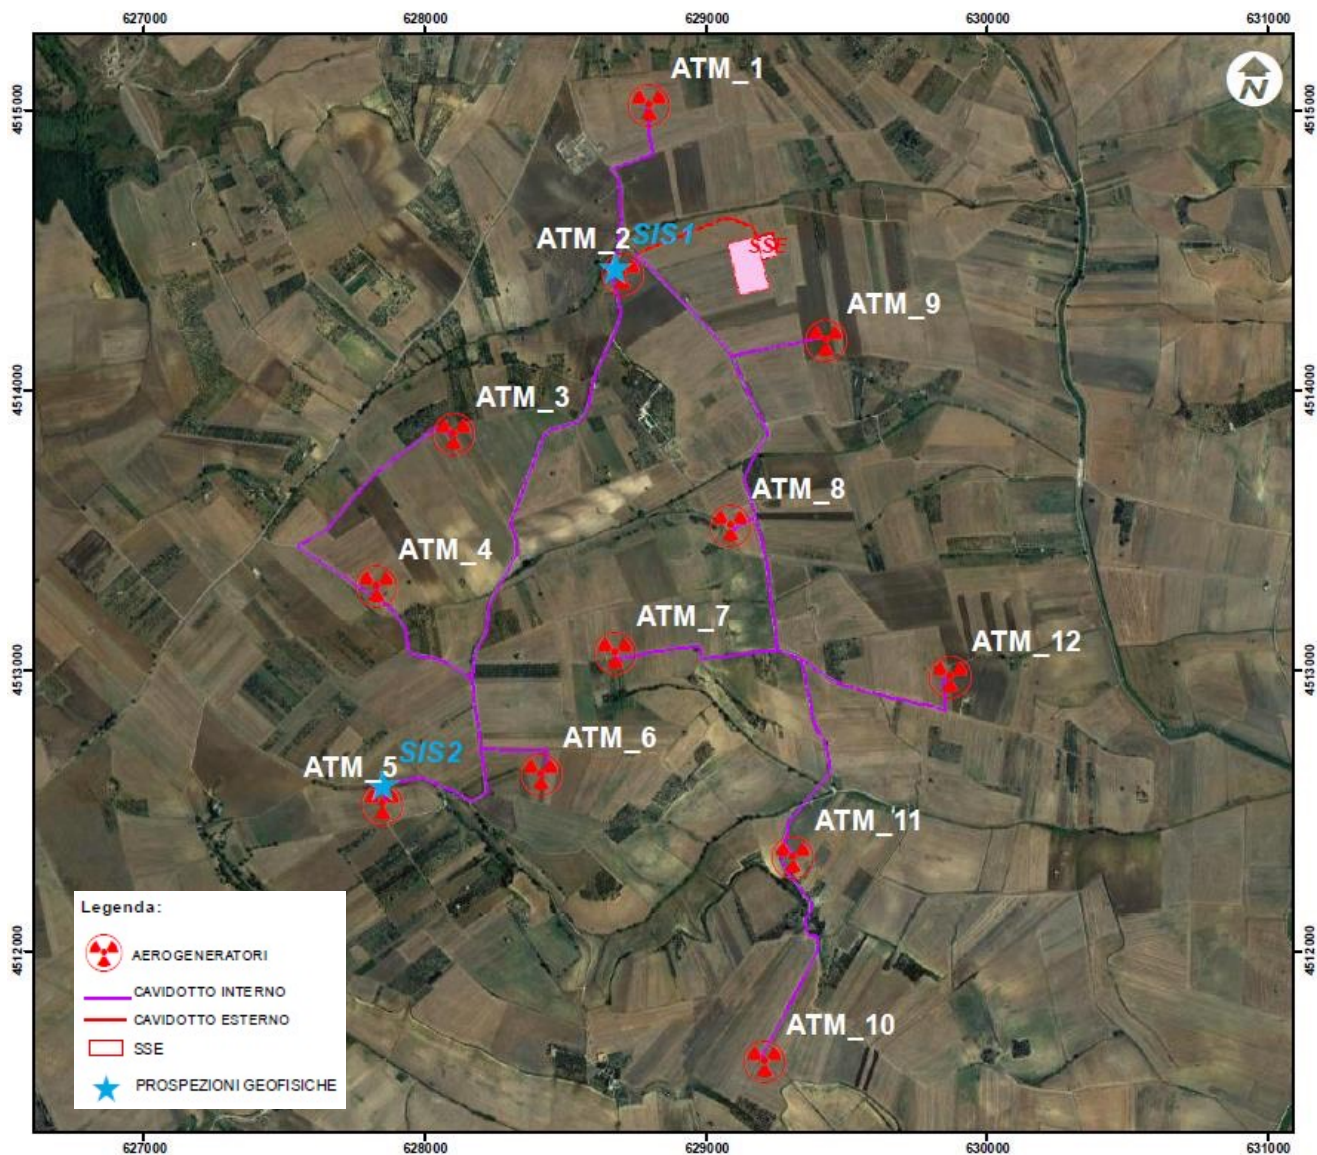 627000 628000 629000 630000 631000
N
ATM_1
4515000 4515000
SIS1
ATM_2
SSE
ATM_9
4514000 4514000
ATM_3
ATM_8
ATM_4
ATM_7
ATM_12
4513000 4513000
ATM_6
SIS2
ATM_5
ATM_11
4512000 4512000
ATM_10
Legenda:
AEROGENERATORI
CAVIDOTTO INTERNO
CAVIDOTTO ESTERNO
SSE
PROSPEZIONI GEOFISICHE
627000 628000 629000 630000 631000